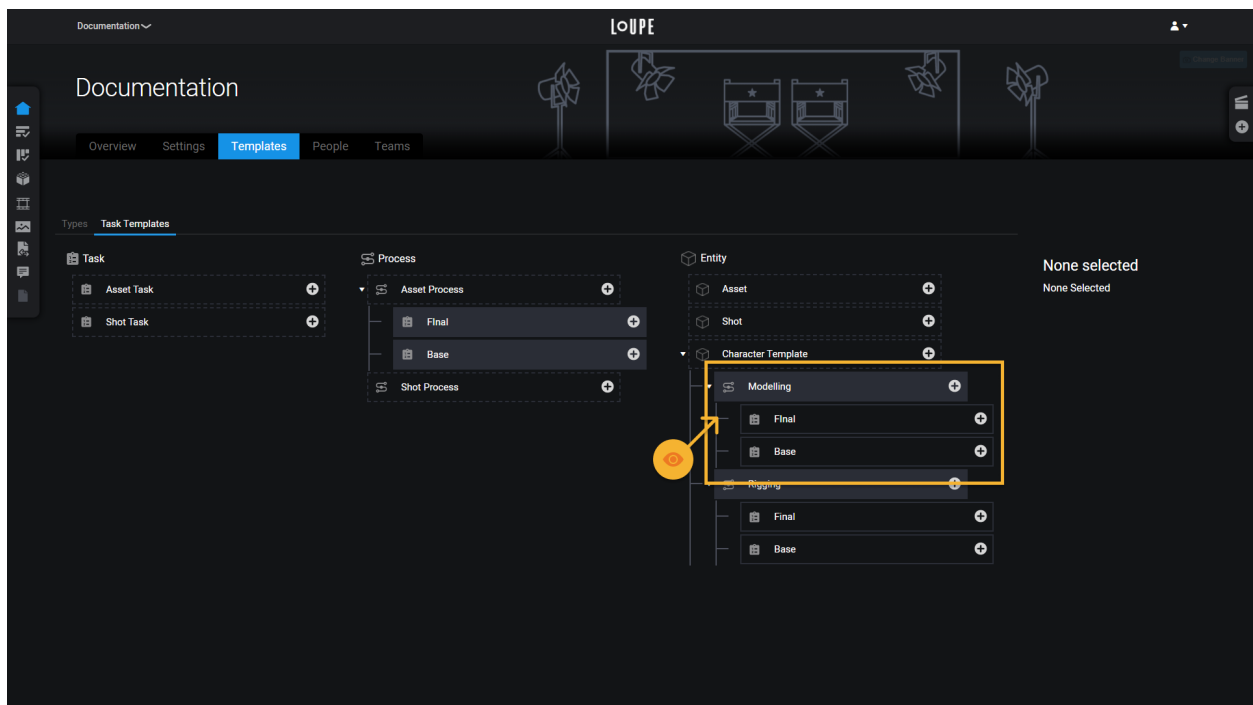 Documentation
LOUPE
Change Banner
Documentation
Overview Settings Templates People Teams
Types Task Templates
Task
Asset Task
Shot Task
Process
Asset Process
FInal
Base
Shot Process
Entity
Asset
Shot
Character Template
Modelling
FInal
Base
Rigging
Final
Base
None selected
None Selected